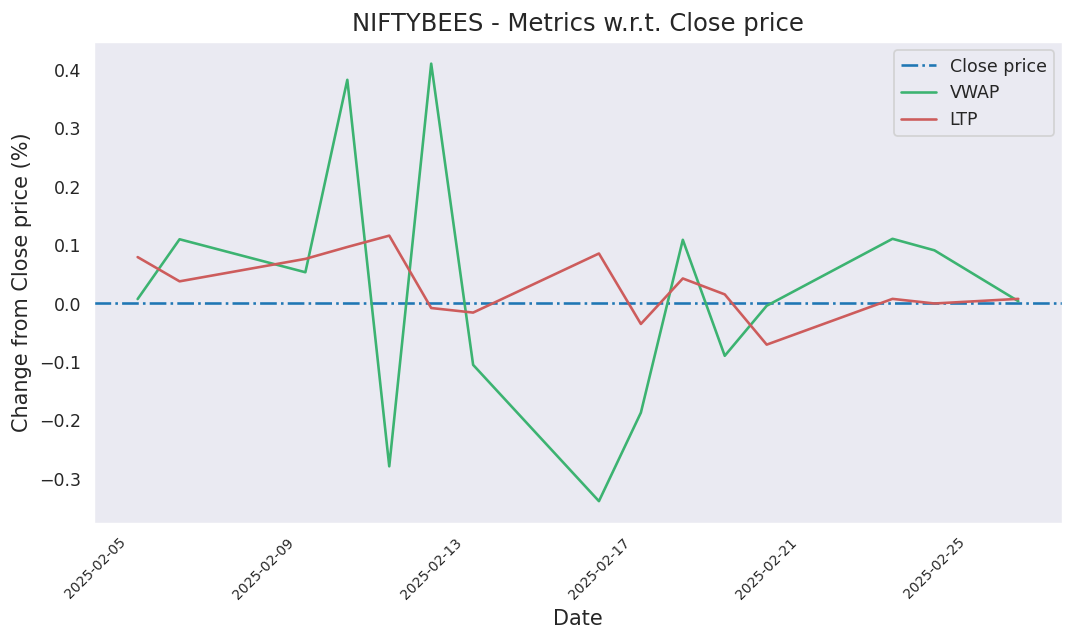 NIFTYBEES - Metrics w.r.t. Close price
Close price
VWAP
LTP
Change from Close price (%)
0.4
0.3
0.2
0.1
0.0
−0.1
−0.2
−0.3
2025-02-05
2025-02-09
2025-02-13
2025-02-17
2025-02-21
2025-02-25
Date